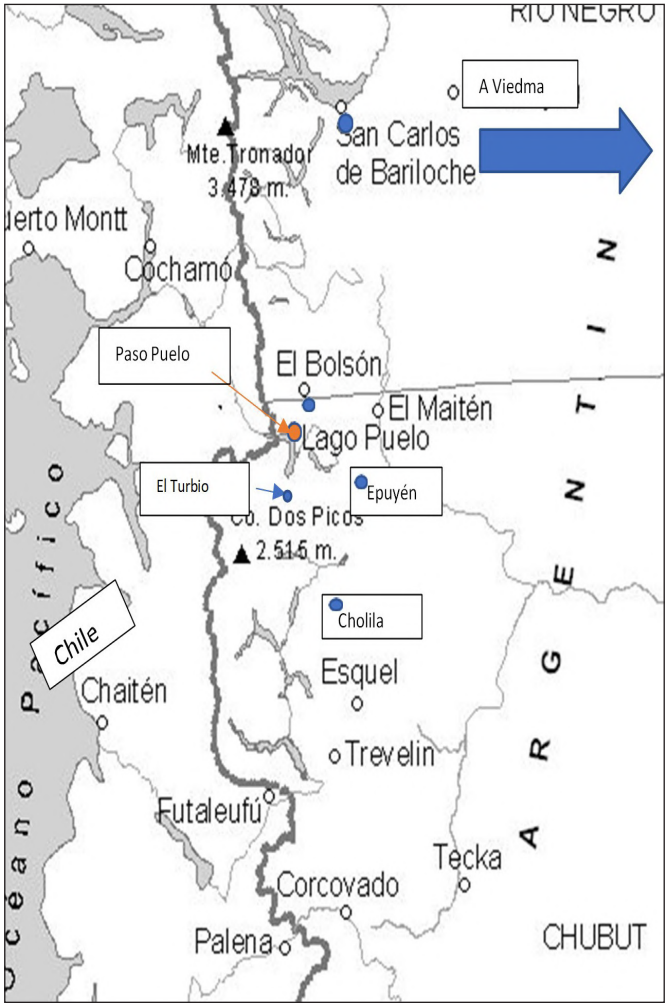 RIO NEGRO
A Viedma
San Carlos
de Bariloche
Mte. Tronador
3.478 m.
uerto Montt
Cochamó
Paso Puelo
El Bolsón
El Maitén
Lago Puelo
El Turbio
Epuyén
Co. Dos Picos
2.515 m.
Cholila
Chile
Esquel
Chaitén
Trevelin
Futaleufú
Tecka
Corcovado
Palena
CHUBUT
Océano Pacífico
ARGENTIN